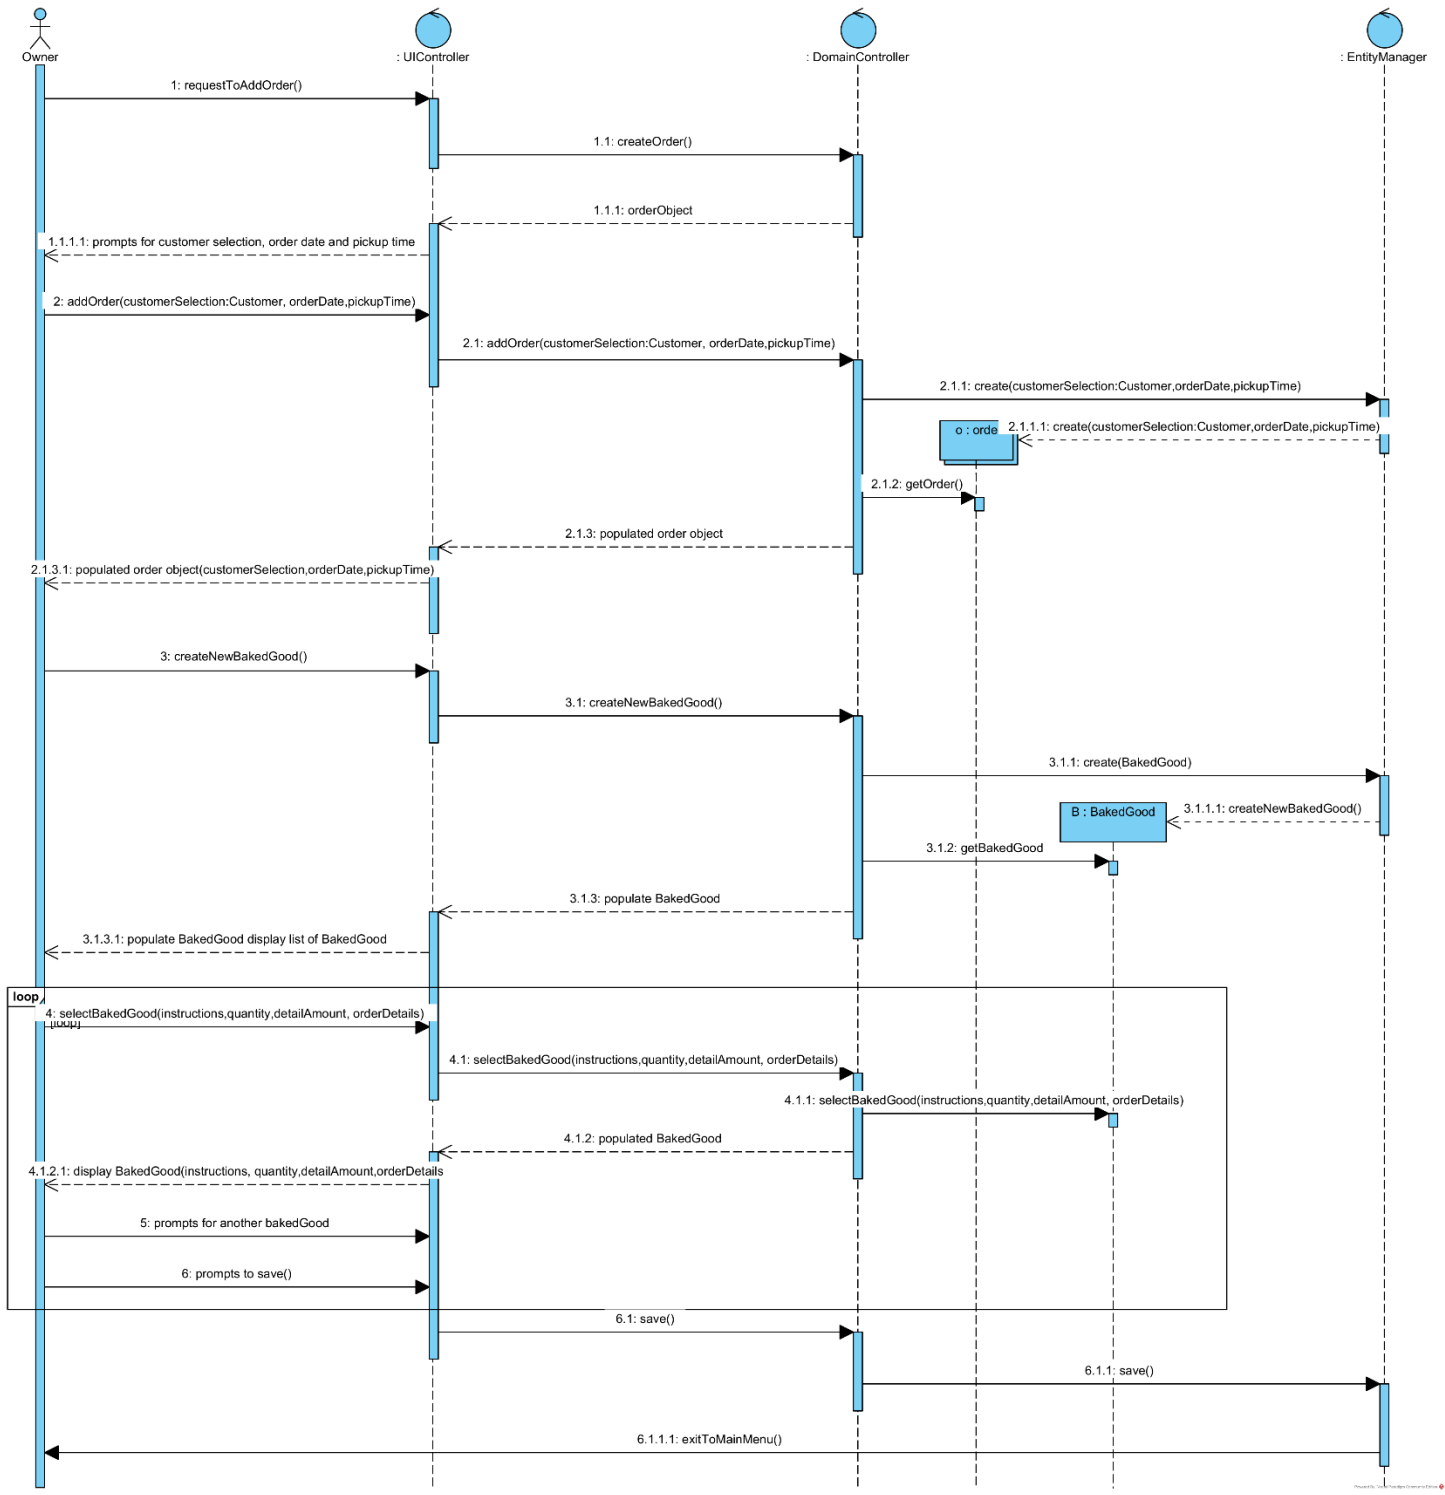 Owner
: UIController
: DomainController
: EntityManager
1: requestToAddOrder()
1.1: createOrder()
1.1.1: orderObject
1.1.1.1: prompts for customer selection, order date and pickup time
2: addOrder(customerSelection:Customer, orderDate,pickupTime)
2.1: addOrder(customerSelection:Customer, orderDate,pickupTime)
2.1.1: create(customerSelection:Customer,orderDate,pickupTime)
o : orde
2.1.1.1: create(customerSelection:Customer,orderDate,pickupTime)
2.1.2: getOrder()
2.1.3: populated order object
2.1.3.1: populated order object(customerSelection,orderDate,pickupTime)
3: createNewBakedGood()
3.1: createNewBakedGood()
3.1.1: create(BakedGood)
B : BakedGood
3.1.1.1: createNewBakedGood()
3.1.2: getBakedGood
3.1.3: populate BakedGood
3.1.3.1: populate BakedGood display list of BakedGood
loop
4: selectBakedGood(instructions,quantity,detailAmount, orderDetails)
[loop]
4.1: selectBakedGood(instructions,quantity,detailAmount, orderDetails)
4.1.1: selectBakedGood(instructions,quantity,detailAmount, orderDetails)
4.1.2: populated BakedGood
4.1.2.1: display BakedGood(instructions, quantity,detailAmount,orderDetails
5: prompts for another bakedGood
6: prompts to save()
6.1: save()
6.1.1: save()
6.1.1.1: exitToMainMenu()